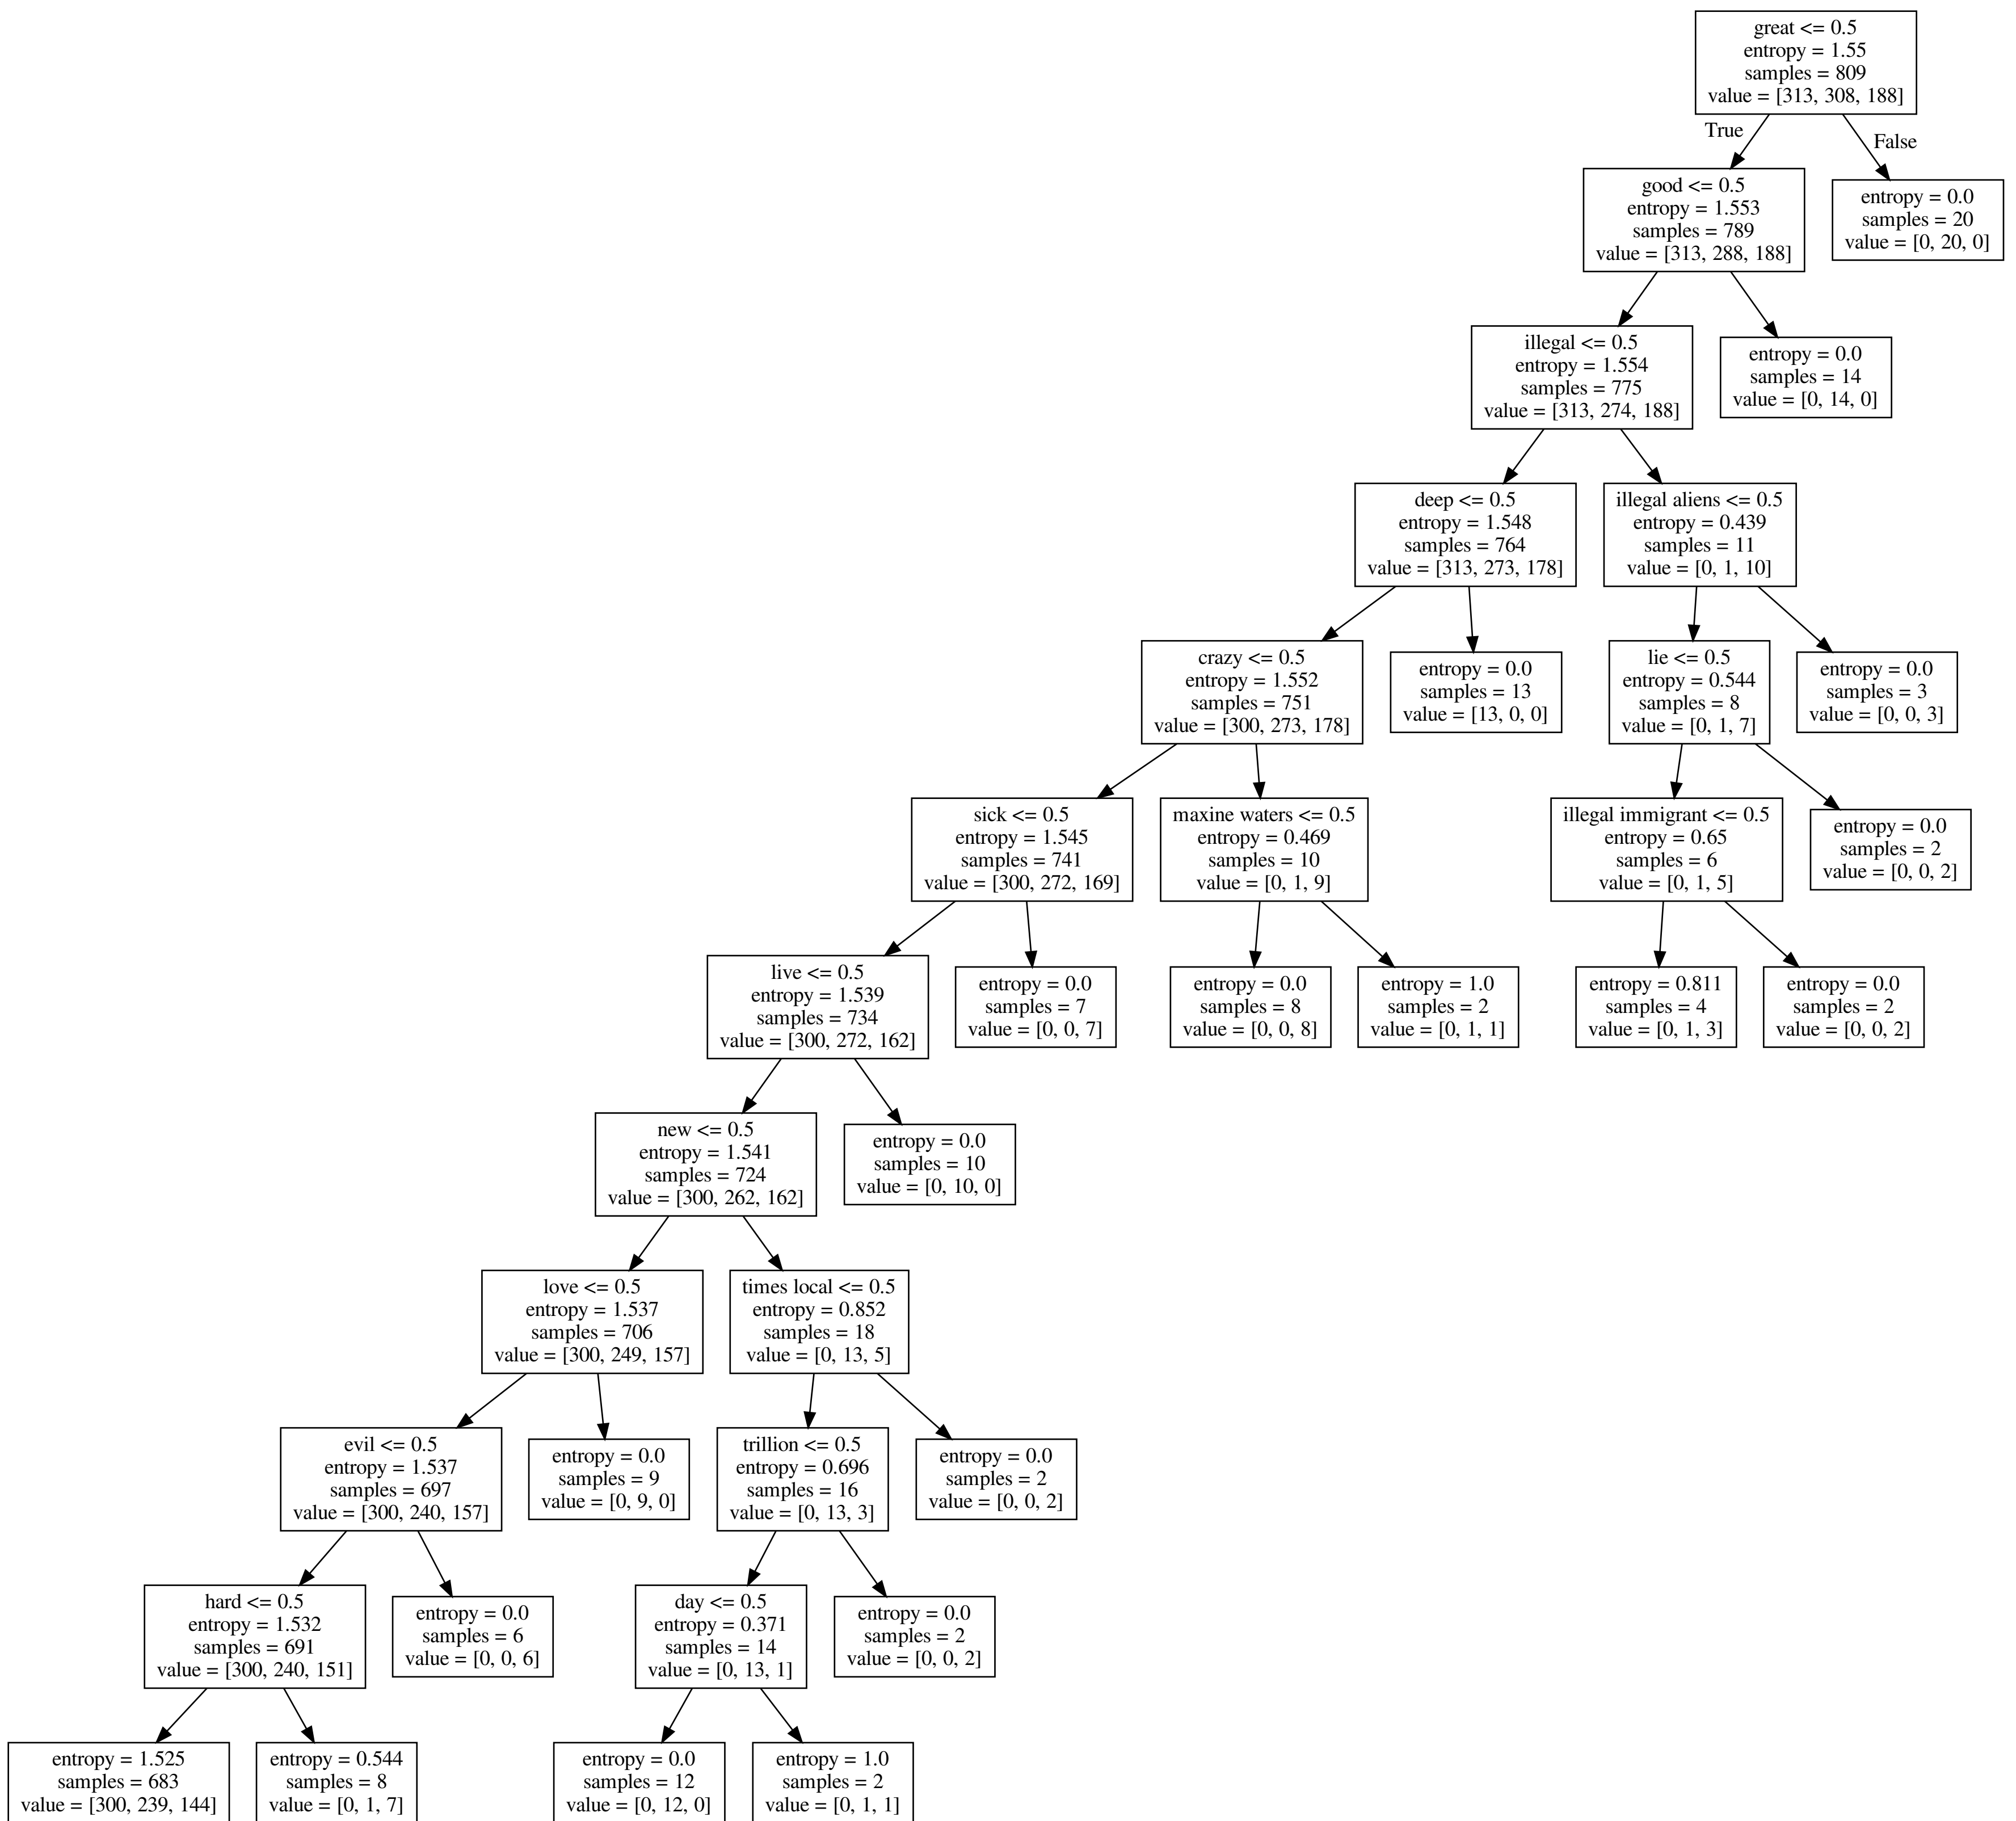 great <= 0.5
entropy = 1.55
samples = 809
value = [313, 308, 188]
True
False
good <= 0.5
entropy = 1.553
samples = 789
value = [313, 288, 188]
entropy = 0.0
samples = 20
value = [0, 20, 0]
illegal <= 0.5
entropy = 1.554
samples = 775
value = [313, 274, 188]
entropy = 0.0
samples = 14
value = [0, 14, 0]
deep <= 0.5
entropy = 1.548
samples = 764
value = [313, 273, 178]
illegal aliens <= 0.5
entropy = 0.439
samples = 11
value = [0, 1, 10]
crazy <= 0.5
entropy = 1.552
samples = 751
value = [300, 273, 178]
entropy = 0.0
samples = 13
value = [13, 0, 0]
lie <= 0.5
entropy = 0.544
samples = 8
value = [0, 1, 7]
entropy = 0.0
samples = 3
value = [0, 0, 3]
sick <= 0.5
entropy = 1.545
samples = 741
value = [300, 272, 169]
maxine waters <= 0.5
entropy = 0.469
samples = 10
value = [0, 1, 9]
illegal immigrant <= 0.5
entropy = 0.65
samples = 6
value = [0, 1, 5]
entropy = 0.0
samples = 2
value = [0, 0, 2]
live <= 0.5
entropy = 1.539
samples = 734
value = [300, 272, 162]
entropy = 0.0
samples = 7
value = [0, 0, 7]
entropy = 0.0
samples = 8
value = [0, 0, 8]
entropy = 1.0
samples = 2
value = [0, 1, 1]
entropy = 0.811
samples = 4
value = [0, 1, 3]
entropy = 0.0
samples = 2
value = [0, 0, 2]
new <= 0.5
entropy = 1.541
samples = 724
value = [300, 262, 162]
entropy = 0.0
samples = 10
value = [0, 10, 0]
love <= 0.5
entropy = 1.537
samples = 706
value = [300, 249, 157]
times local <= 0.5
entropy = 0.852
samples = 18
value = [0, 13, 5]
evil <= 0.5
entropy = 1.537
samples = 697
value = [300, 240, 157]
entropy = 0.0
samples = 9
value = [0, 9, 0]
trillion <= 0.5
entropy = 0.696
samples = 16
value = [0, 13, 3]
entropy = 0.0
samples = 2
value = [0, 0, 2]
hard <= 0.5
entropy = 1.532
samples = 691
value = [300, 240, 151]
entropy = 0.0
samples = 6
value = [0, 0, 6]
day <= 0.5
entropy = 0.371
samples = 14
value = [0, 13, 1]
entropy = 0.0
samples = 2
value = [0, 0, 2]
entropy = 1.525
samples = 683
value = [300, 239, 144]
entropy = 0.544
samples = 8
value = [0, 1, 7]
entropy = 0.0
samples = 12
value = [0, 12, 0]
entropy = 1.0
samples = 2
value = [0, 1, 1]